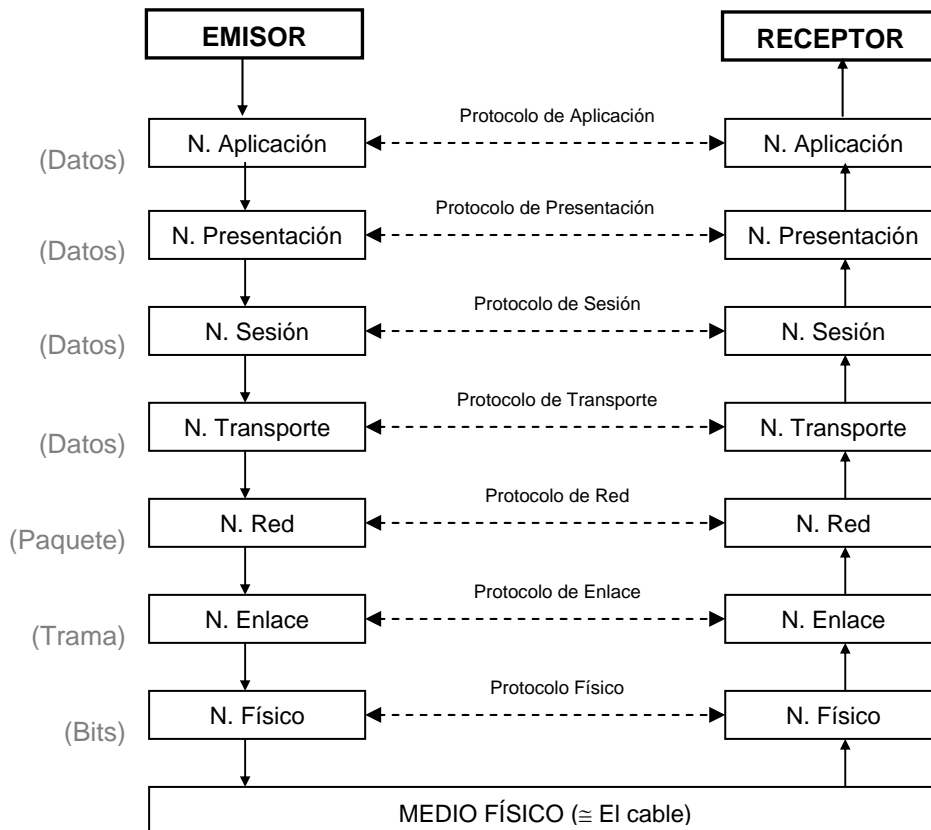 EMISOR
RECEPTOR
Protocolo de Aplicación
N. Aplicación
N. Aplicación
(Datos)
Protocolo de Presentación
N. Presentación
N. Presentación
(Datos)
Protocolo de Sesión
N. Sesión
N. Sesión
(Datos)
Protocolo de Transporte
N. Transporte
N. Transporte
(Datos)
Protocolo de Red
N. Red
N. Red
(Paquete)
Protocolo de Enlace
N. Enlace
N. Enlace
(Trama)
Protocolo Físico
N. Físico
N. Físico
(Bits)
MEDIO FÍSICO (≅ El cable)